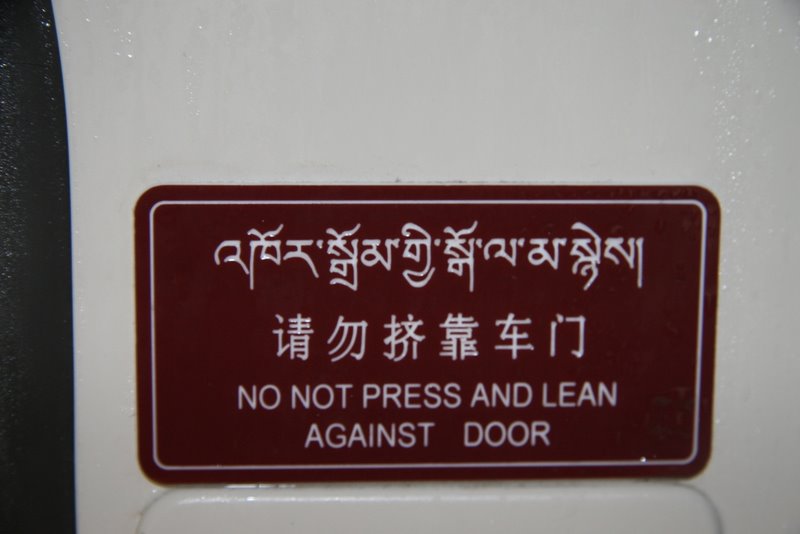 འཁོར་སྒྲོམ་གྱི་སྒོ་ལ་མ་སྙེས།
请勿挤靠车门
NO NOT PRESS AND LEAN
AGAINST DOOR